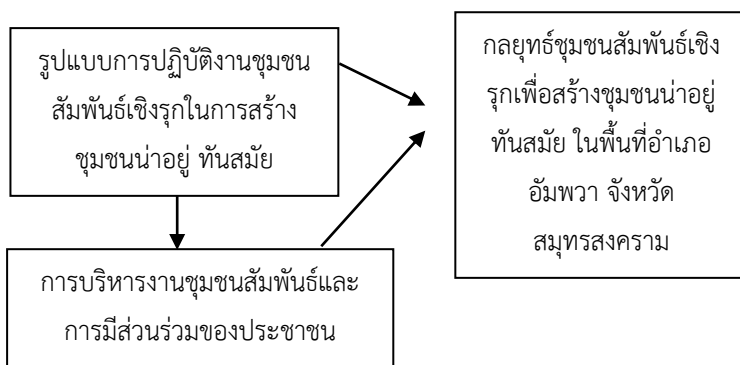 รูปแบบการปฏิบัติงานชุมชน
สัมพันธ์เชิงรุกในการสร้าง
ชุมชนน่าอยู่ ทันสมัย
การบริหารงานชุมชนสัมพันธ์และ
การมีส่วนร่วมของประชาชน
กลยุทธ์ชุมชนสัมพันธ์เชิง
รุกเพื่อสร้างชุมชนน่าอยู่
ทันสมัย ในพื้นที่อำเภอ
อัมพวา จังหวัด
สมุทรสงคราม